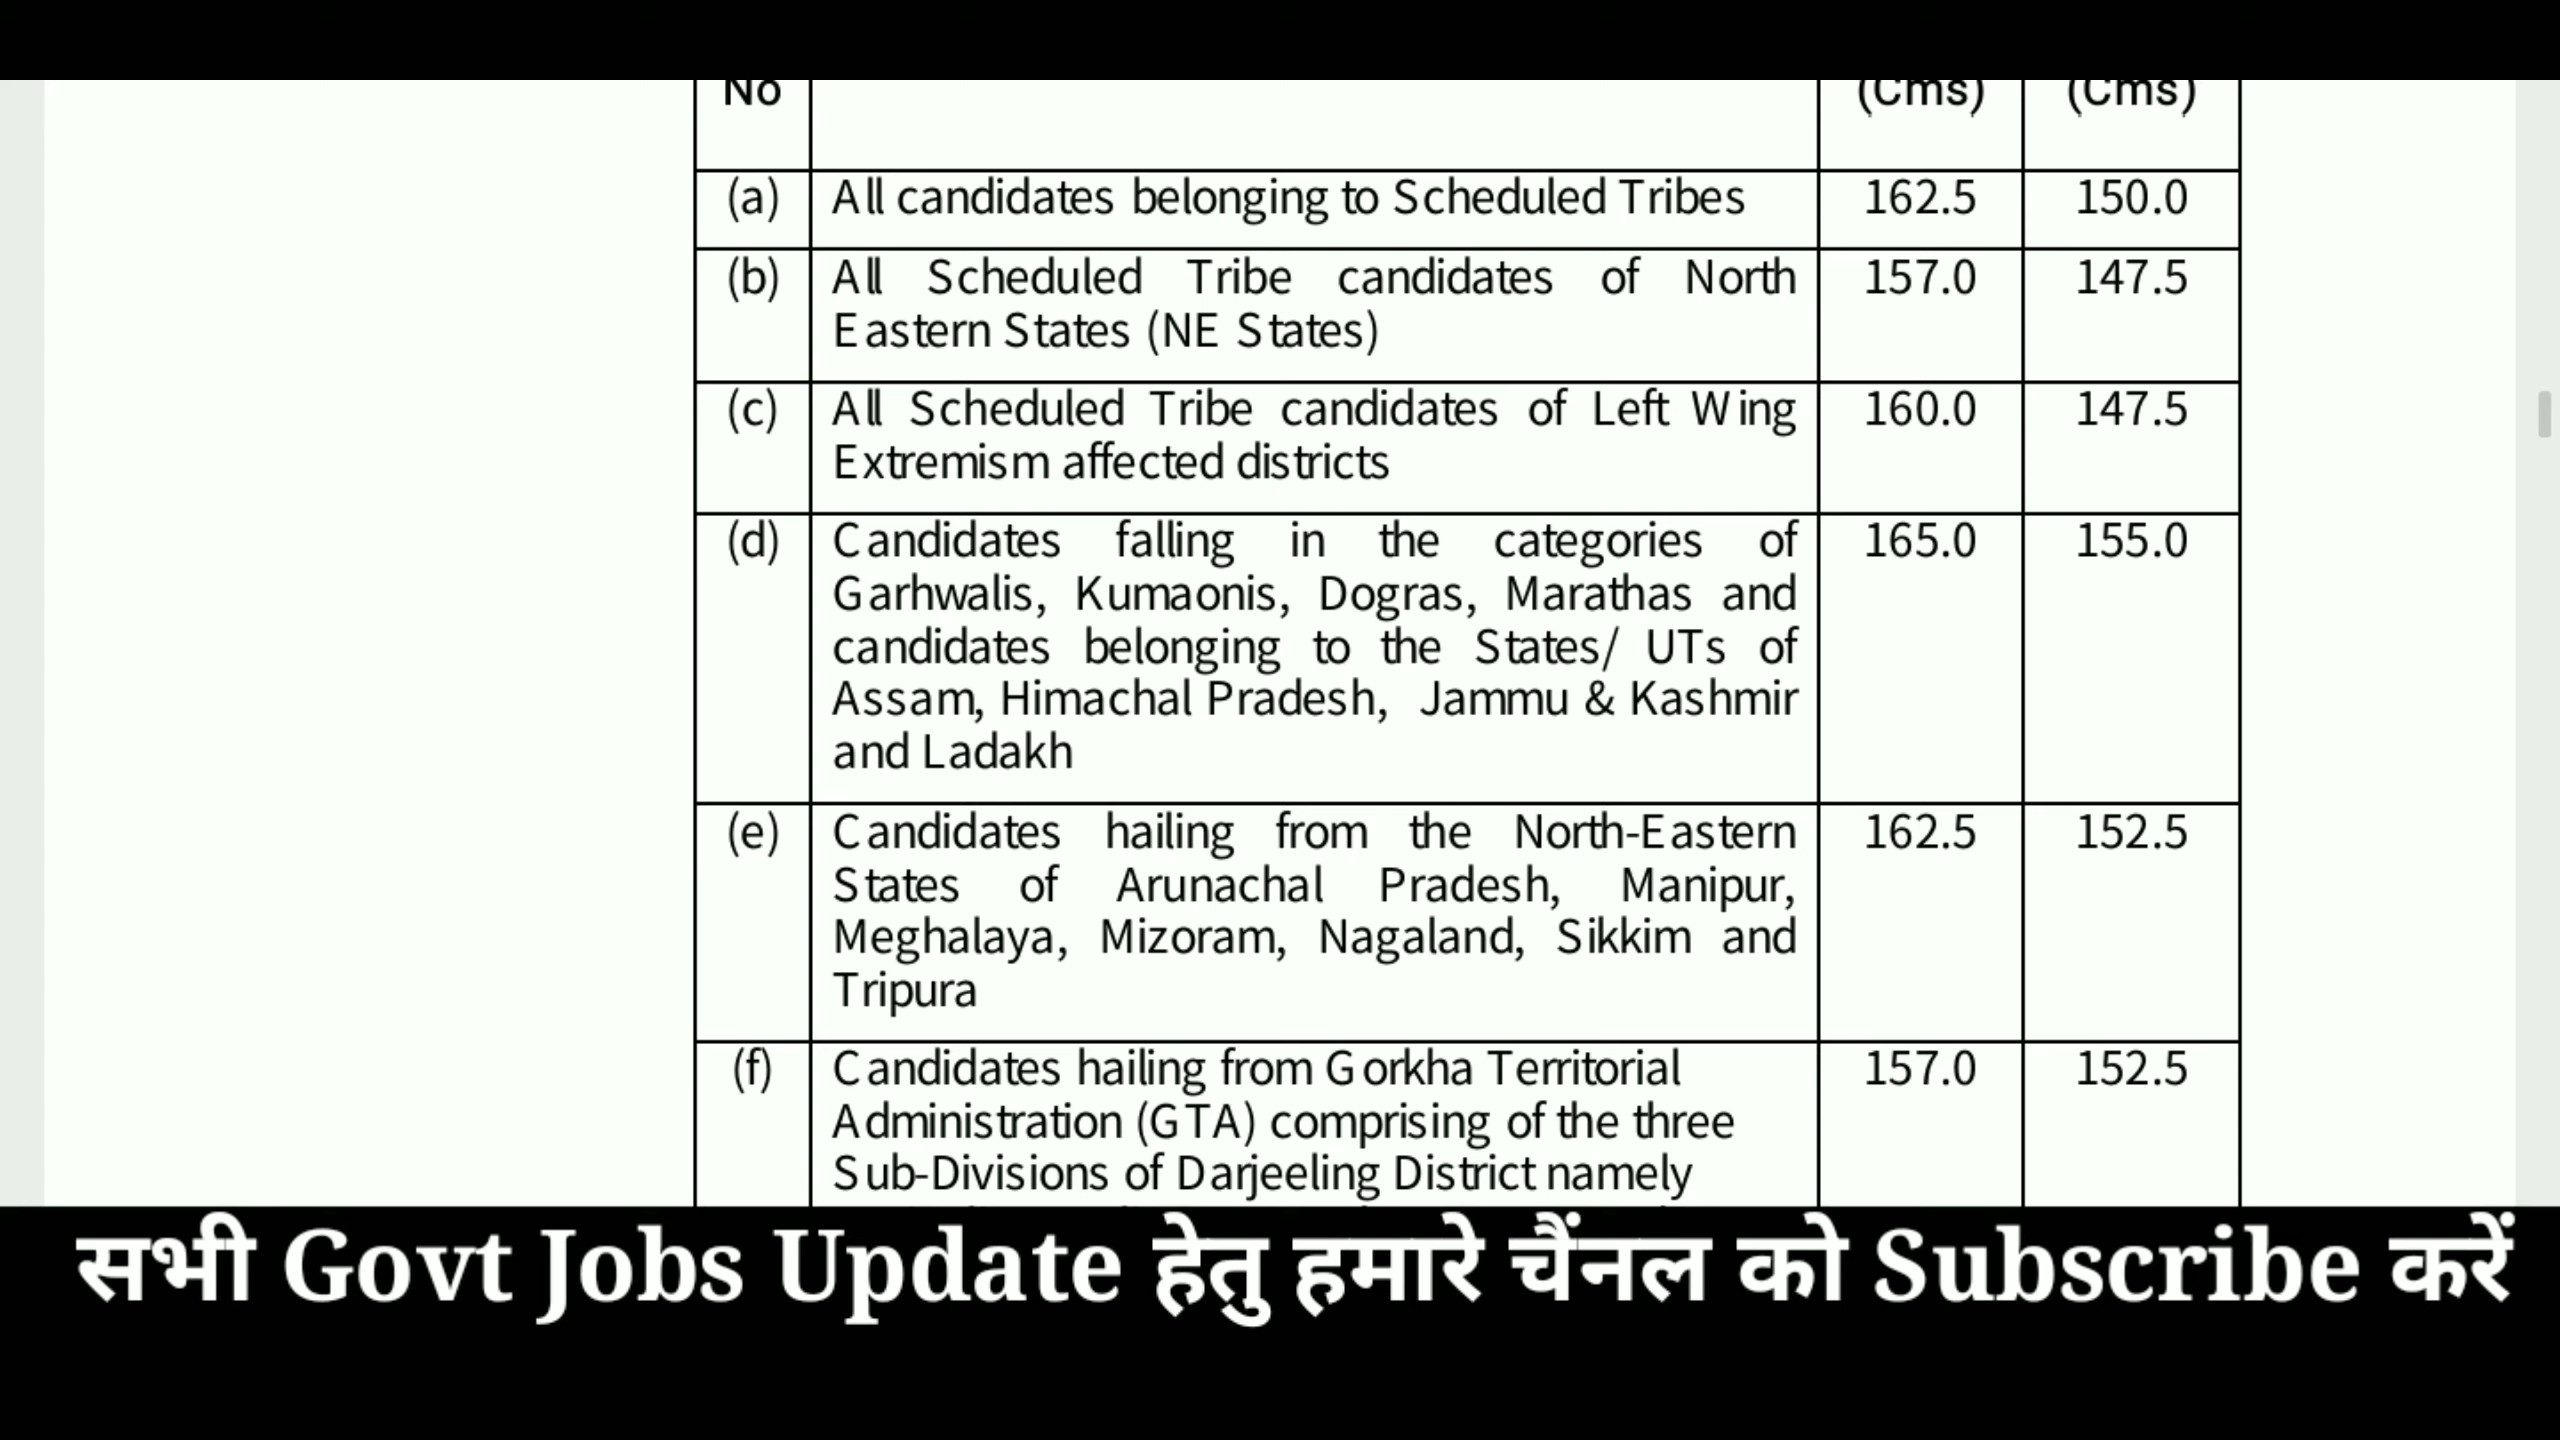 No (Cms) (Cms)
(a) All candidates belonging to Scheduled Tribes 162.5 150.0
(b) All Scheduled Tribe candidates of North 157.0 147.5
Eastern States (NE States)
(c) All Scheduled Tribe candidates of Left Wing 160.0 147.5
Extremism affected districts
(d) Candidates falling in the categories of 165.0 155.0
Garhwalis, Kumaonis, Dogras, Marathas and
candidates belonging to the States/ UTs of
Assam, Himachal Pradesh, Jammu & Kashmir
and Ladakh
(e) Candidates hailing from the North-Eastern 162.5 152.5
States of Arunachal Pradesh, Manipur,
Meghalaya, Mizoram, Nagaland, Sikkim and
Tripura
(f) Candidates hailing from Gorkha Territorial 157.0 152.5
Administration (GTA) comprising of the three
Sub-Divisions of Darjeeling District namely
सभी Govt Jobs Update हेतु हमारे चैंनल को Subscribe करें